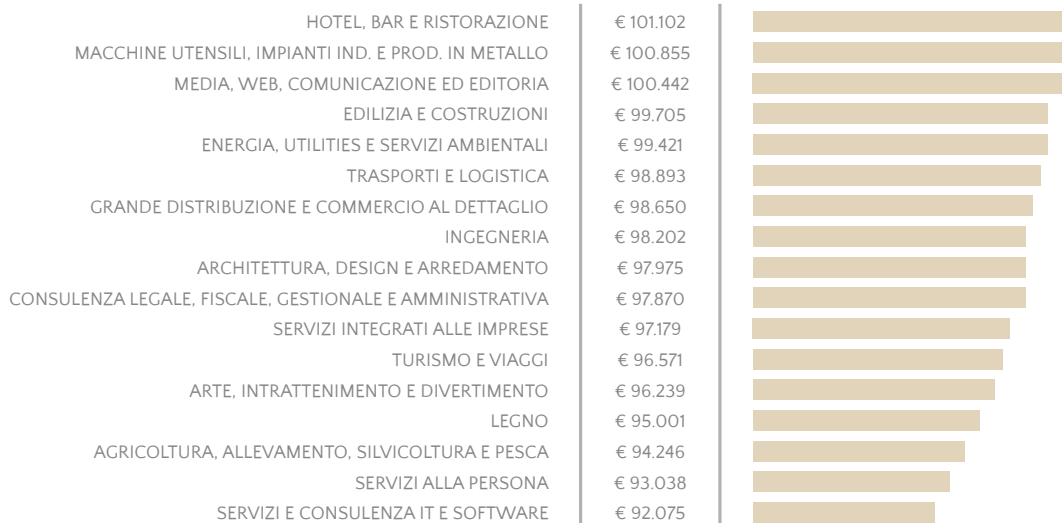 HOTEL, BAR E RISTORAZIONE € 101.102
MACCHINE UTENSILI, IMPIANTI IND. E PROD. IN METALLO € 100.855
MEDIA, WEB, COMUNICAZIONE ED EDITORIA € 100.442
EDILIZIA E COSTRUZIONI € 99.705
ENERGIA, UTILITIES E SERVIZI AMBIENTALI € 99.421
TRASPORTI E LOGISTICA € 98.893
GRANDE DISTRIBUZIONE E COMMERCIO AL DETTAGLIO € 98.650
INGEGNERIA € 98.202
ARCHITETTURA, DESIGN E ARREDAMENTO € 97.975
CONSULENZA LEGALE, FISCALE, GESTIONALE E AMMINISTRATIVA € 97.870
SERVIZI INTEGRATI ALLE IMPRESE € 97.179
TURISMO E VIAGGI € 96.571
ARTE, INTRATTENIMENTO E DIVERTIMENTO € 96.239
LEGNO € 95.001
AGRICOLTURA, ALLEVAMENTO, SILVICOLTURA E PESCA € 94.246
SERVIZI ALLA PERSONA € 93.038
SERVIZI E CONSULENZA IT E SOFTWARE € 92.075